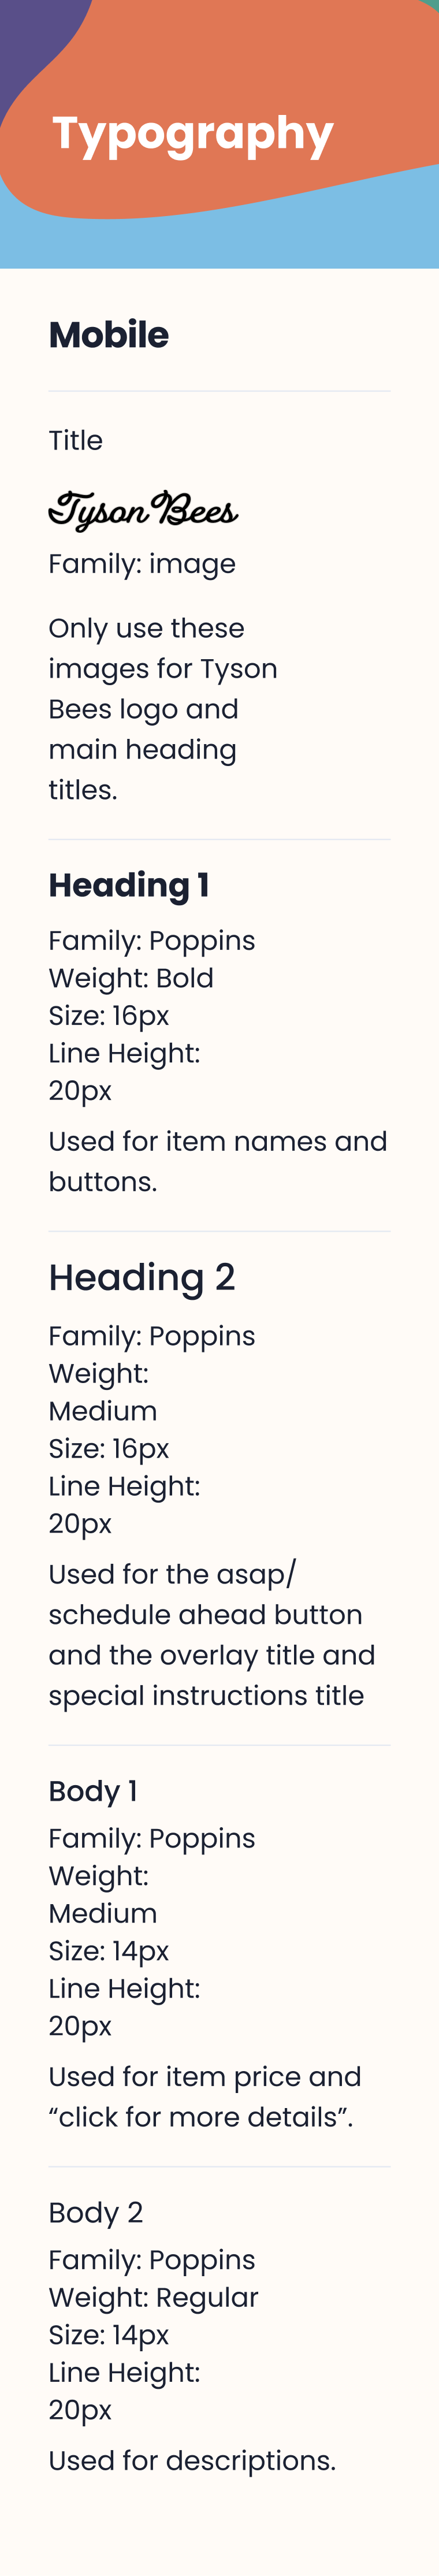 Typography
Mobile
Title
Tyson Bees
Family: image
Only use these
images for Tyson
Bees logo and
main heading
titles.
Heading 1
Family: Poppins
Weight: Bold
Size: 16px
Line Height:
20px
Used for item names and
buttons.
Heading 2
Family: Poppins
Weight:
Medium
Size: 16px
Line Height:
20px
Used for the asap/
schedule ahead button
and the overlay title and
special instructions title
Body 1
Family: Poppins
Weight:
Medium
Size: 14px
Line Height:
20px
Used for item price and
“click for more details”.
Body 2
Family: Poppins
Weight: Regular
Size: 14px
Line Height:
20px
Used for descriptions.